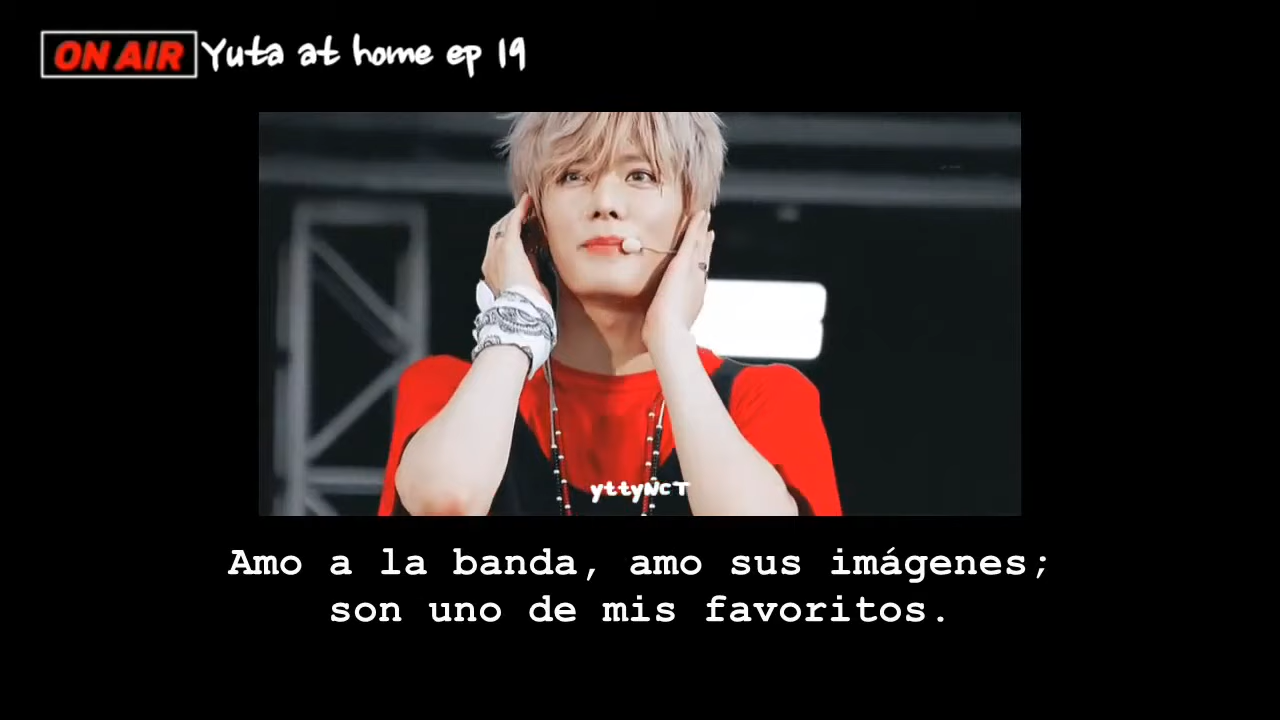 ON AIR Yuta at home ep 19
yttyNCT
Amo a la banda, amo sus imágenes;
son uno de mis favoritos.